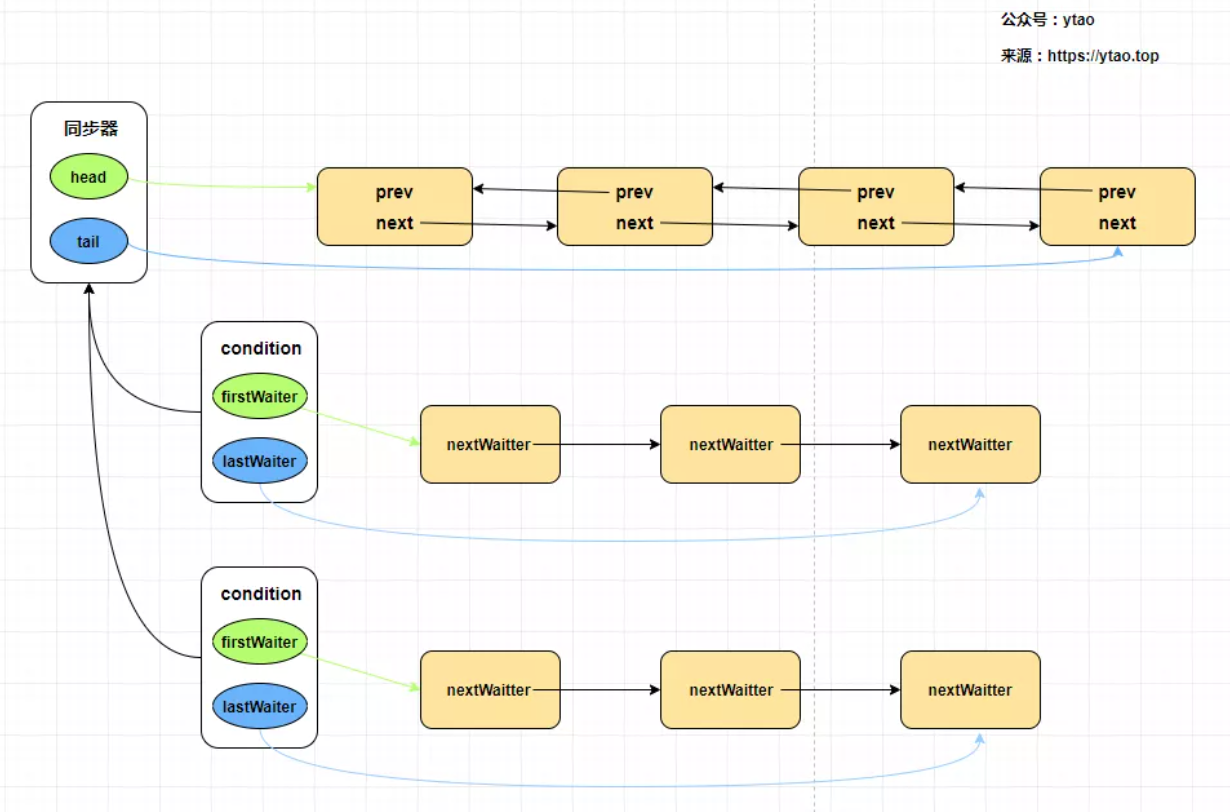 公众号：ytao
来源：https://ytao.top
同步器
head
tail
prev
next
prev
next
prev
next
prev
next
condition
firstWaiter
lastWaiter
nextWaitter
nextWaitter
nextWaitter
condition
firstWaiter
lastWaiter
nextWaitter
nextWaitter
nextWaitter